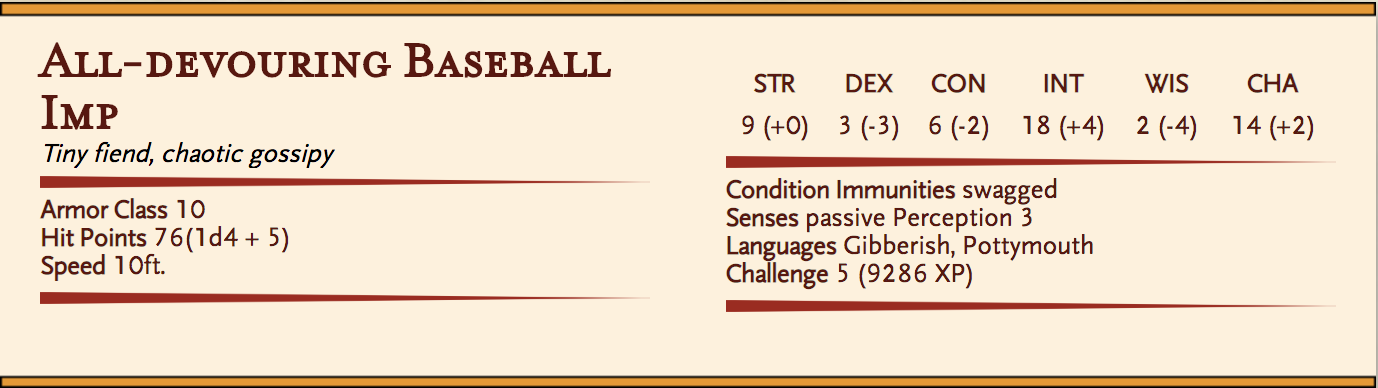 All-devouring Baseball
Imp
Tiny fiend, chaotic gossipy
Armor Class 10
Hit Points 76(1d4 + 5)
Speed 10ft.
STR DEX CON INT WIS CHA
9 (+0) 3 (-3) 6 (-2) 18 (+4) 2 (-4) 14 (+2)
Condition Immunities swagged
Senses passive Perception 3
Languages Gibberish, Pottymouth
Challenge 5 (9286 XP)